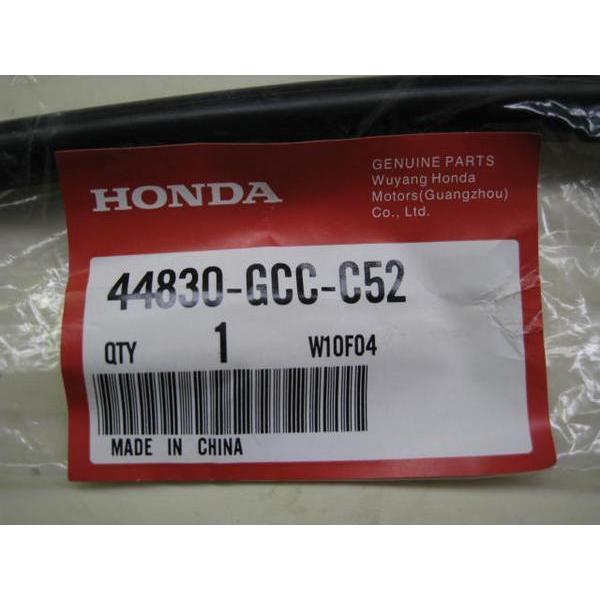 HONDA
GENUINE PARTS
Wuyang Honda
Motors(Guangzhou)
Co., Ltd.
44830-GCC-C52
QTY 1 W10F04
MADE IN CHINA